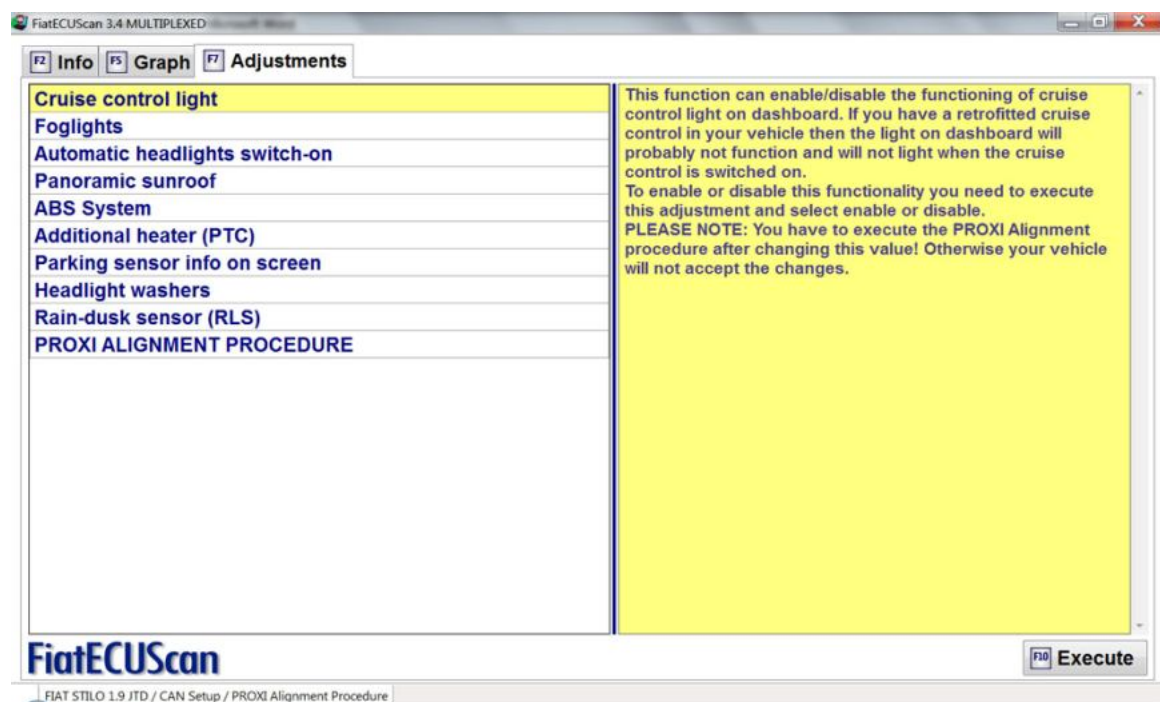 FiatECUScan 3.4 MULTIPLEXED
F2 Info F5 Graph F7 Adjustments
Cruise control light
Foglights
Automatic headlights switch-on
Panoramic sunroof
ABS System
Additional heater (PTC)
Parking sensor info on screen
Headlight washers
Rain-dusk sensor (RLS)
PROXI ALIGNMENT PROCEDURE
This function can enable/disable the functioning of cruise
control light on dashboard. If you have a retrofitted cruise
control in your vehicle then the light on dashboard will
probably not function and will not light when the cruise
control is switched on.
To enable or disable this functionality you need to execute
this adjustment and select enable or disable.
PLEASE NOTE: You have to execute the PROXI Alignment
procedure after changing this value! Otherwise your vehicle
will not accept the changes.
FiatECUScan
F10 Execute
FIAT STILO 1.9 JTD / CAN Setup / PROXI Alignment Procedure